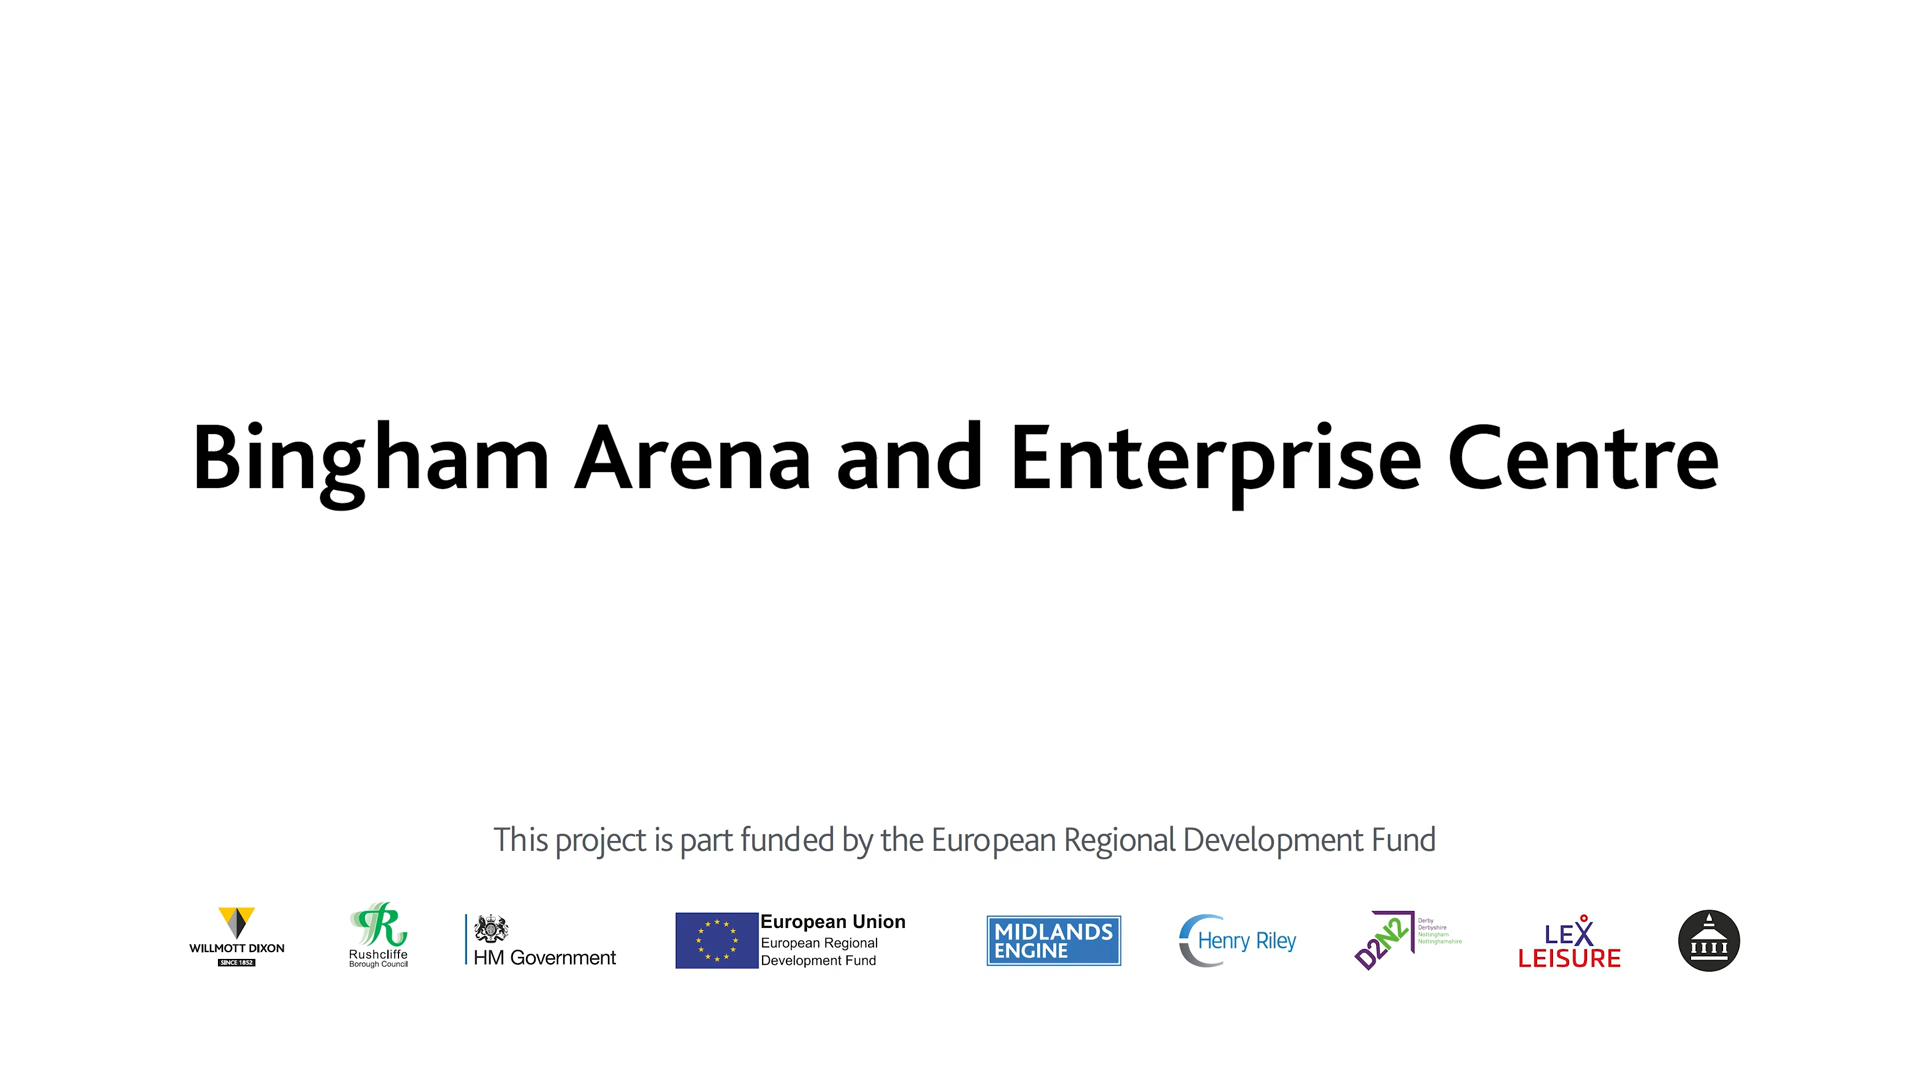 Bingham Arena and Enterprise Centre
This project is part funded by the European Regional Development Fund
WILLMOTT DIXON
SINCE 1852
Rushcliffe
Borough Council
HM Government
European Union
European Regional
Development Fund
MIDLANDS
ENGINE
Henry Riley
D2N2
Derby
Derbyshire
Nottingham
Nottinghamshire
LEX
LEISURE